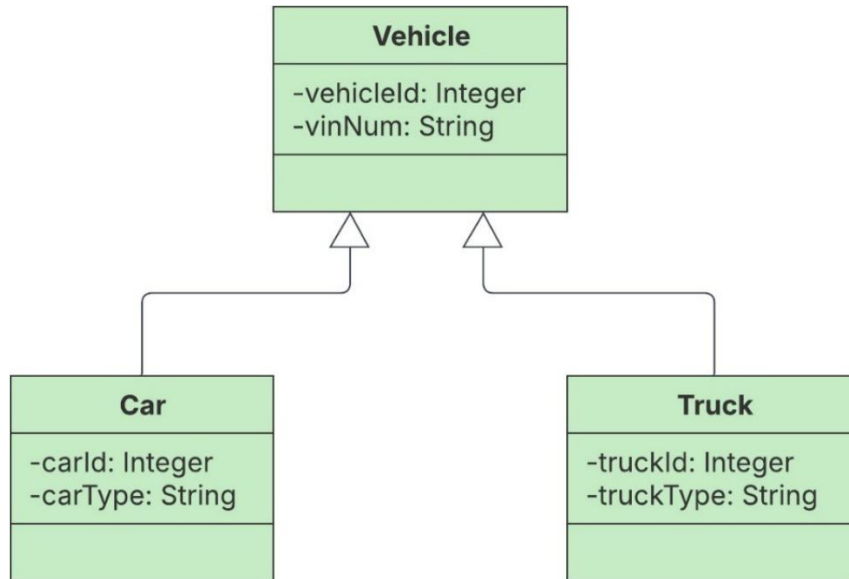 Vehicle
-vehicleId: Integer
-vinNum: String
Car
-carId: Integer
-carType: String
Truck
-truckId: Integer
-truckType: String